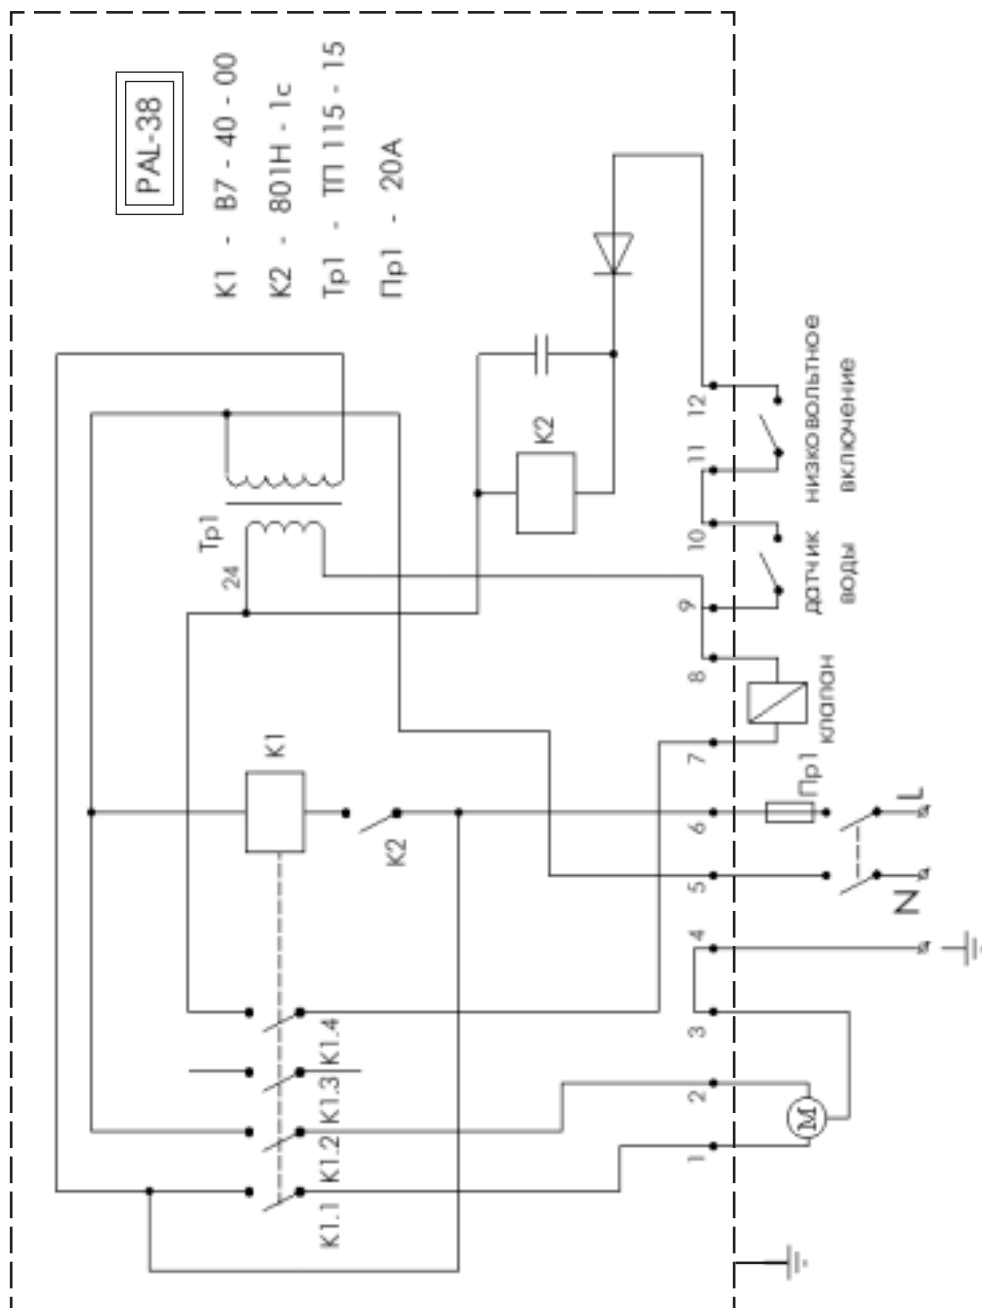 PAL-38
K1 - B7 - 40 - 00
K2 - 801H - 1c
Тр1 - ТП 115 - 15
Пр1 - 20А
Тр1
24
K1
K1.1 K1.2 K1.3 K1.4
K2
K2
1 2 3 4 5 6 7 8 9 10 11 12
M
Пр1
клапан
датчик
воды
низковольтное
включение
N L